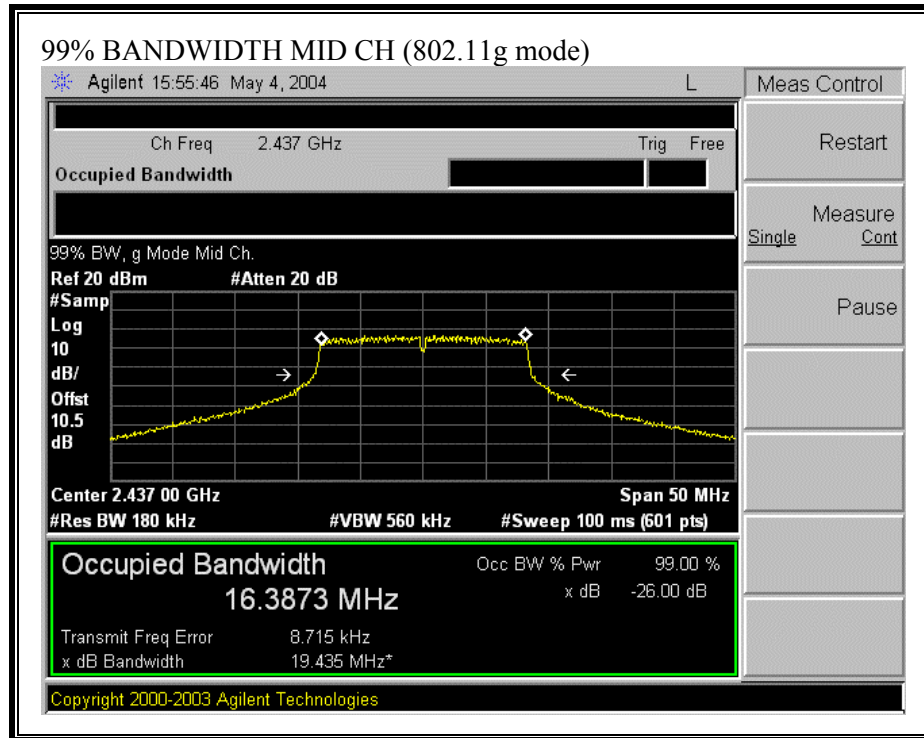 99% BANDWIDTH MID CH (802.11g mode)
Agilent 15:55:46 May 4, 2004 L
Meas Control
Ch Freq 2.437 GHz Trig Free
Occupied Bandwidth
Restart
Measure
Single Cont
Pause
99% BW, g Mode Mid Ch.
Ref 20 dBm #Atten 20 dB
#Samp
Log
10
dB/
Offst
10.5
dB
Center 2.437 00 GHz Span 50 MHz
#Res BW 180 kHz #VBW 560 kHz #Sweep 100 ms (601 pts)
Occupied Bandwidth
16.3873 MHz
Occ BW % Pwr 99.00 %
x dB -26.00 dB
Transmit Freq Error 8.715 kHz
x dB Bandwidth 19.435 MHz*
Copyright 2000-2003 Agilent Technologies